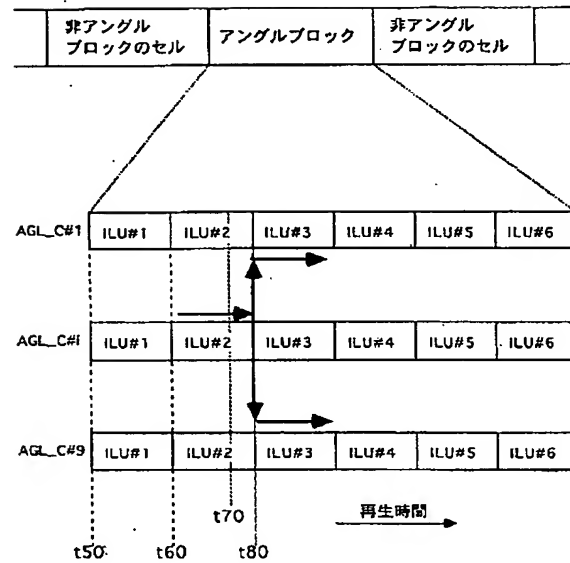 非アングル
ブロックのセル
アングルブロック
非アングル
ブロックのセル
AGL_C#1 ILU#1 ILU#2 ILU#3 ILU#4 ILU#5 ILU#6
AGL_C#i ILU#1 ILU#2 ILU#3 ILU#4 ILU#5 ILU#6
AGL_C#9 ILU#1 ILU#2 ILU#3 ILU#4 ILU#5 ILU#6
t70 再生時間
t50 t60 t80